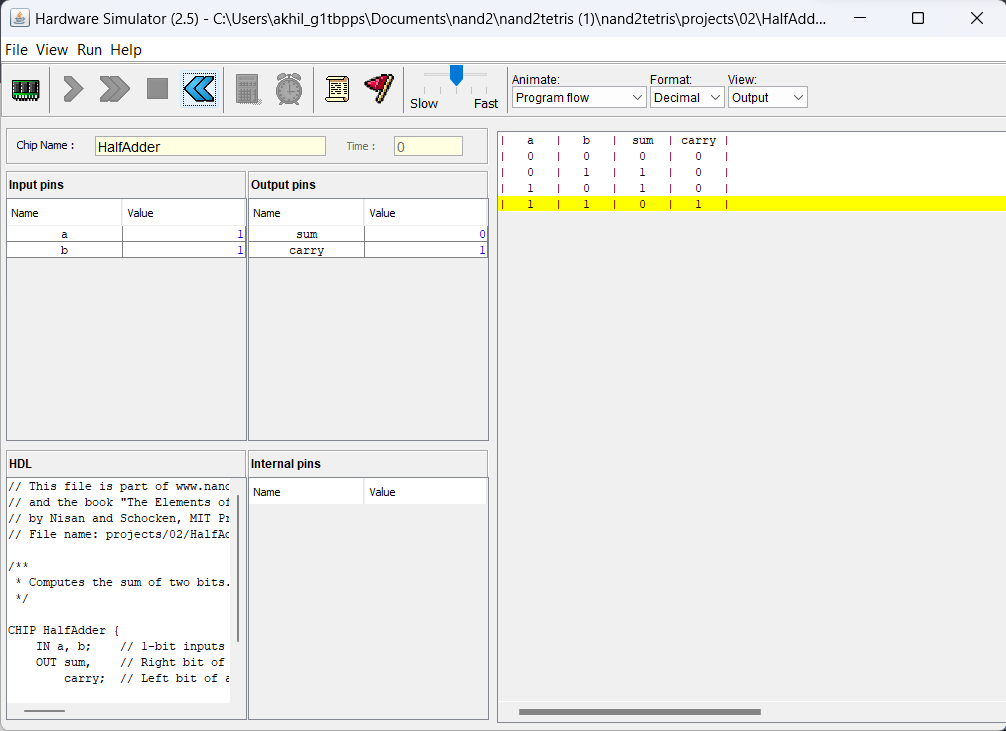 Hardware Simulator (2.5) - C:\Users\akhil_g1tbpps\Documents\nand2\nand2tetris (1)\nand2tetris\projects\02\HalfAdd...
File View Run Help
Slow Fast
Animate: Format: View:
Program flow Decimal Output
Chip Name : HalfAdder Time : 0
Input pins
Name Value
a 1
b 1
Output pins
Name Value
sum 0
carry 1
HDL
// This file is part of www.nand
// and the book "The Elements of
// by Nisan and Schocken, MIT Pr
// File name: projects/02/HalfAd
/**
* Computes the sum of two bits.
*/
CHIP HalfAdder {
IN a, b; // 1-bit inputs
OUT sum, // Right bit of
carry; // Left bit of a
Internal pins
Name Value
| a | b | sum | carry |
| 0 | 0 | 0 | 0 |
| 0 | 1 | 1 | 0 |
| 1 | 0 | 1 | 0 |
| 1 | 1 | 0 | 1 |